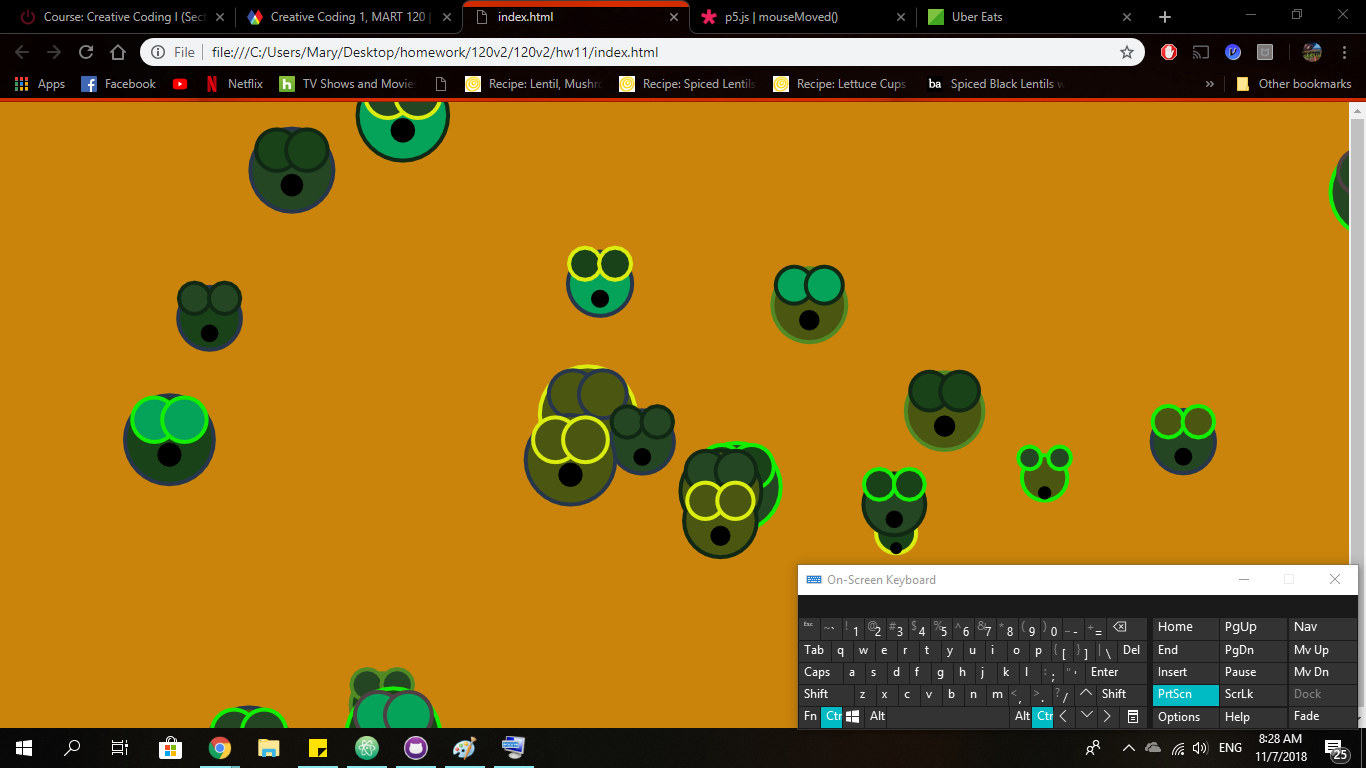 Course: Creative Coding I (Sect
Creative Coding 1, MART 120 |
index.html
p5.js | mouseMoved()
Uber Eats
File
file:///C:/Users/Mary/Desktop/homework/120v2/120v2/hw11/index.html
Apps
Facebook
Netflix
TV Shows and Movie
Recipe: Lentil, Mushro
Recipe: Spiced Lentils
Recipe: Lettuce Cups
ba Spiced Black Lentils w
»
Other bookmarks
On-Screen Keyboard
Esc ~ ` ! 1 @ 2 # 3 $ 4 % 5 ^ 6 & 7 * 8 ( 9 ) 0 _ - + = Home PgUp Nav
Tab q w e r t y u i o p { [ } ] | \ Del End PgDn Mv Up
Caps a s d f g h j k l : ; " ' Enter Insert Pause Mv Dn
Shift z x c v b n m < , > . ? / Shift PrtScn ScrLk Dock
Fn Ctr Alt Alt Ctr Options Help Fade
ENG
8:28 AM
11/7/2018
25